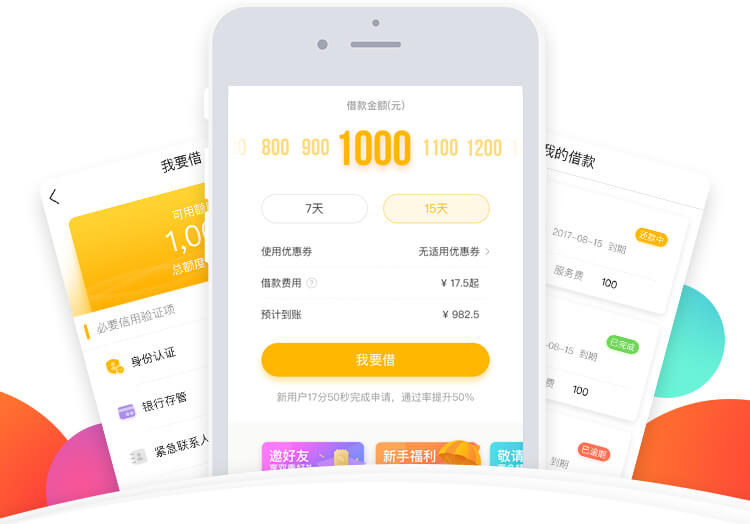 我要借
可用额
1,00
总额度
必要信用验证项
身份认证
银行存管
紧急联系人
借款金额(元)
800 900 1000 1100 1200
7天 15天
使用优惠券 无适用优惠券
借款费用 ? ¥ 17.5起
预计到账 ¥ 982.5
我要借
新用户17分50秒完成申请，通过率提升50%
邀好友 新手福利 敬请
我的借款
还款中
2017-08-15 到期
服务费 100
已完成
-08-15 到期
费 100
已逾期
到期